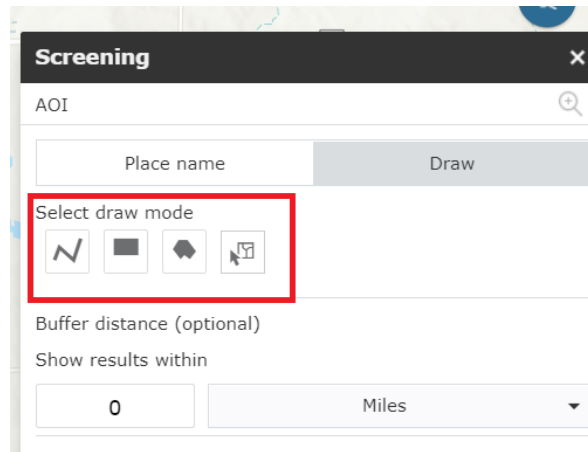 Screening
AOI
Place name
Draw
Select draw mode
Buffer distance (optional)
Show results within
0
Miles